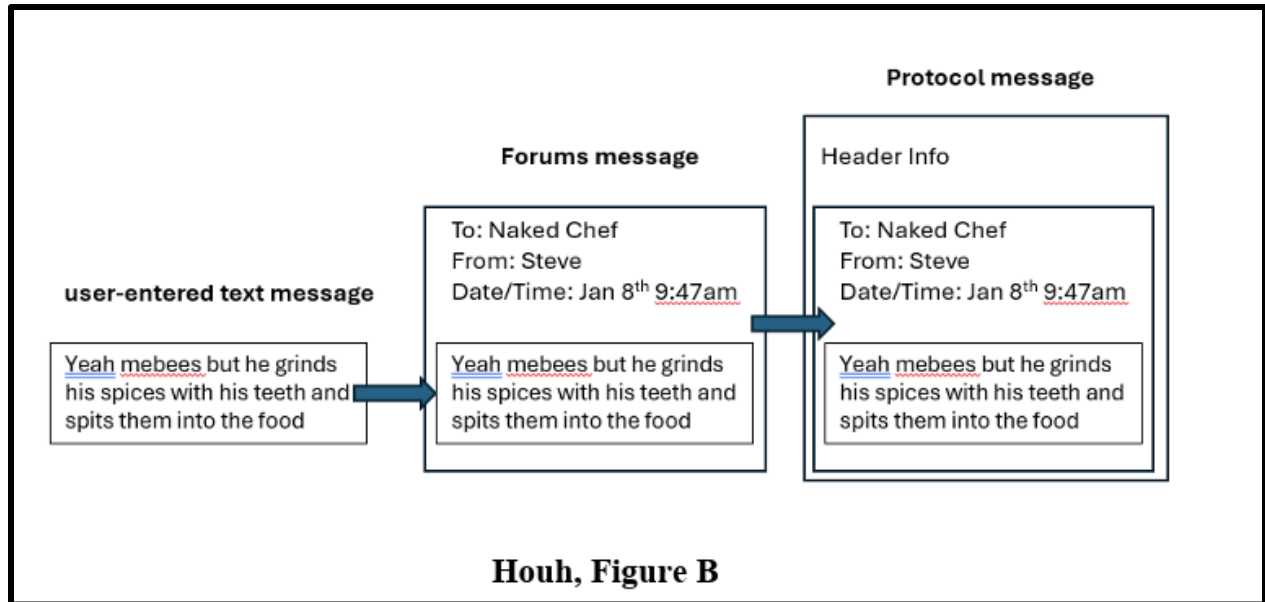 Protocol message
Forums message
Header Info
To: Naked Chef
From: Steve
Date/Time: Jan 8th 9:47am
To: Naked Chef
From: Steve
Date/Time: Jan 8th 9:47am
user-entered text message
Yeah mebees but he grinds
his spices with his teeth and
spits them into the food
Yeah mebees but he grinds
his spices with his teeth and
spits them into the food
Yeah mebees but he grinds
his spices with his teeth and
spits them into the food
Houh, Figure B